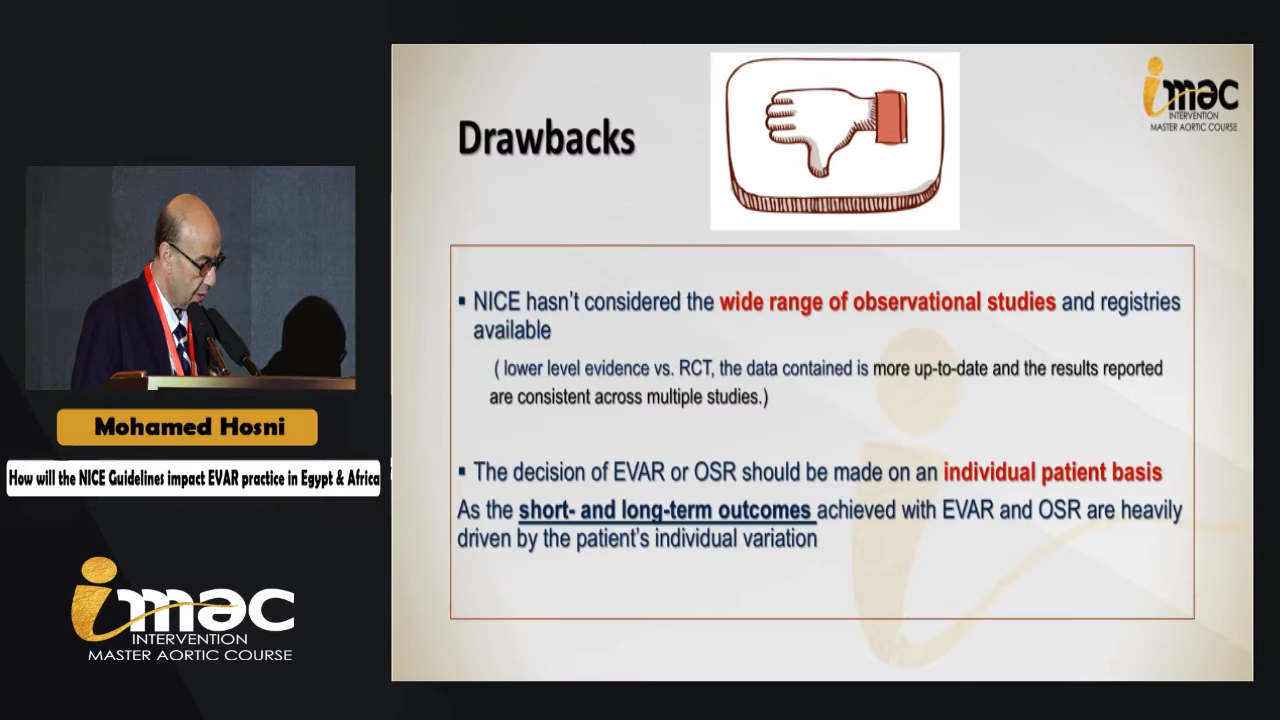 Drawbacks
imac
INTERVENTION
MASTER AORTIC COURSE
▪ NICE hasn't considered the wide range of observational studies and registries
available
( lower level evidence vs. RCT, the data contained is more up-to-date and the results reported
are consistent across multiple studies.)
▪ The decision of EVAR or OSR should be made on an individual patient basis
As the short- and long-term outcomes achieved with EVAR and OSR are heavily
driven by the patient's individual variation
Mohamed Hosni
How will the NICE Guidelines impact EVAR practice in Egypt & Africa
imac
INTERVENTION
MASTER AORTIC COURSE